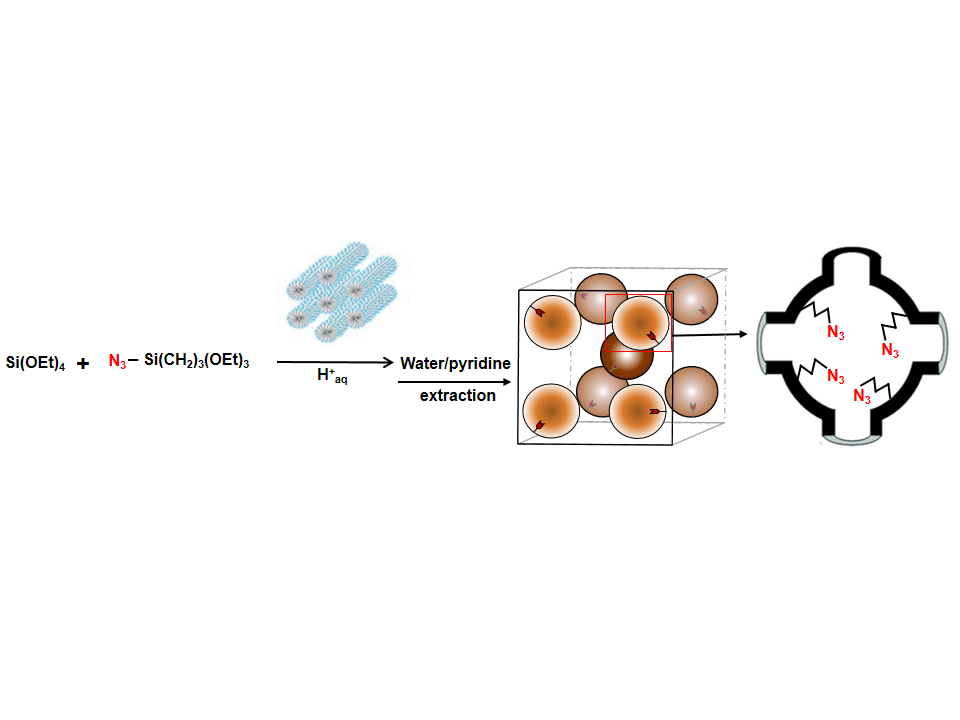 Si(OEt)₄ + N₃– Si(CH₂)₃(OEt)₃
H⁺aq
Water/pyridine
extraction
N₃
N₃
N₃
N₃